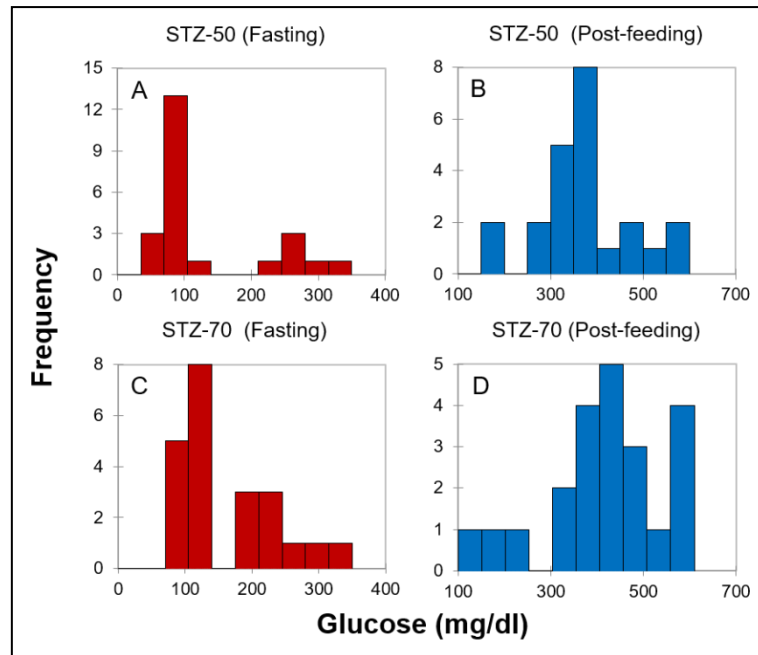 STZ-50 (Fasting)
STZ-50 (Post-feeding)
A
B
15
12
9
6
3
0
0 100 200 300 400
8
6
4
2
0
100 300 500 700
STZ-70 (Fasting)
STZ-70 (Post-feeding)
C
D
8
6
4
2
0
0 100 200 300 400
5
4
3
2
1
0
100 300 500 700
Frequency
Glucose (mg/dl)